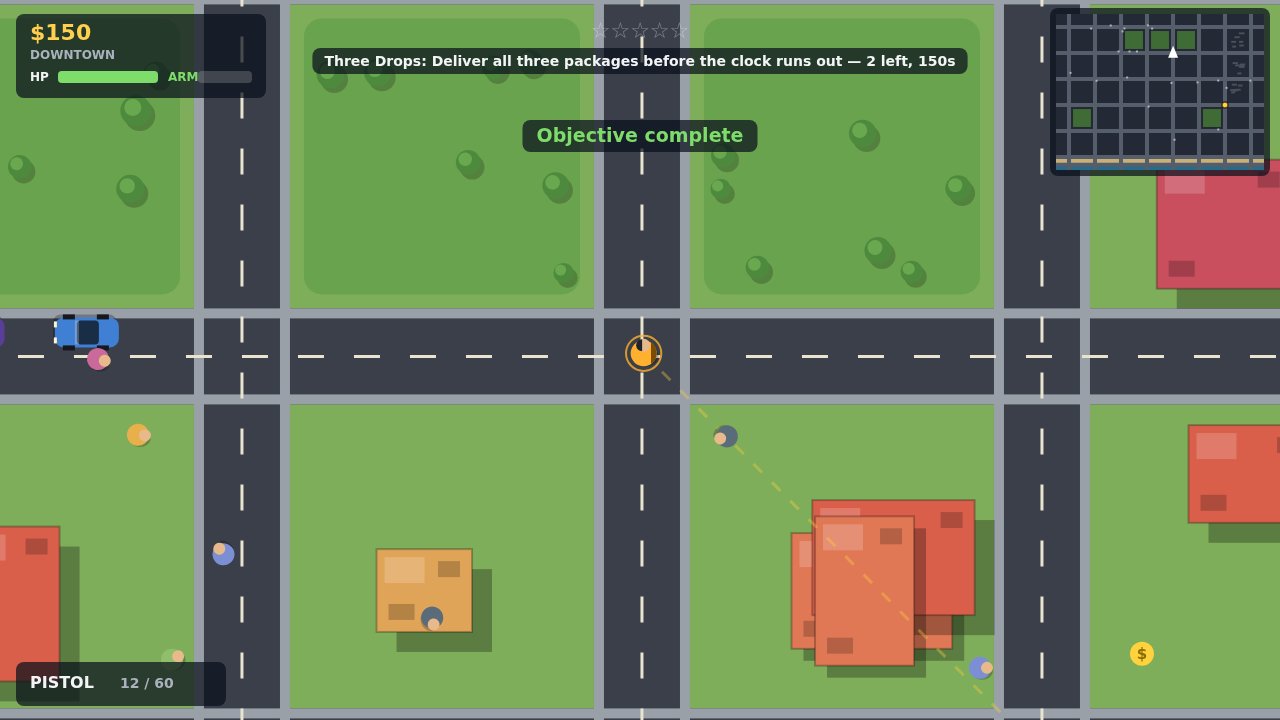 $150
DOWNTOWN
HP
ARM
☆☆☆☆☆
Three Drops: Deliver all three packages before the clock runs out — 2 left, 150s
Objective complete
$
PISTOL 12 / 60